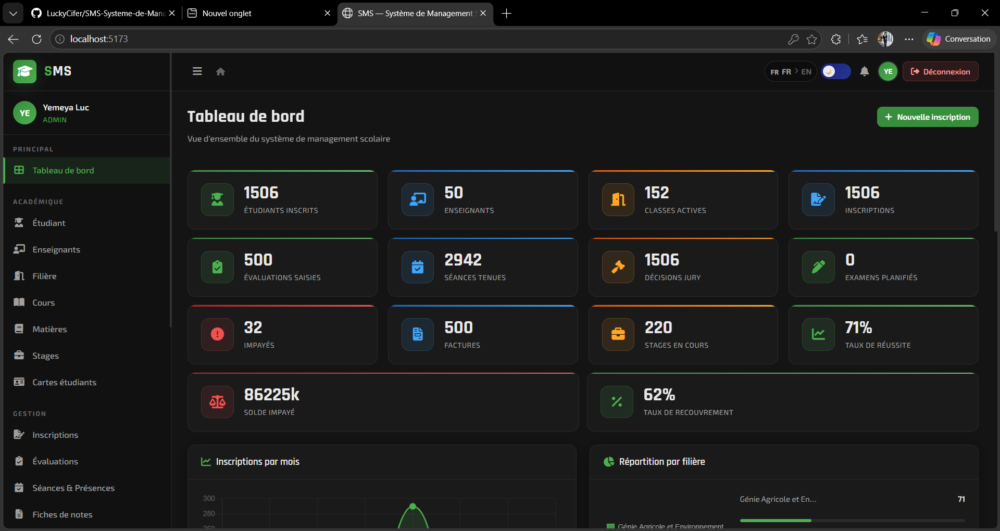 LuckyCifer/SMS-Systeme-de-Mana
Nouvel onglet
SMS — Système de Management
localhost:5173
Conversation
SMS
FR FR > EN
YE
Déconnexion
YE
Yemeya Luc
ADMIN
PRINCIPAL
Tableau de bord
ACADÉMIQUE
Étudiant
Enseignants
Filière
Cours
Matières
Stages
Cartes étudiants
GESTION
Inscriptions
Évaluations
Séances & Présences
Fiches de notes
Tableau de bord
Nouvelle inscription
Vue d'ensemble du système de management scolaire
1506
ÉTUDIANTS INSCRITS
50
ENSEIGNANTS
152
CLASSES ACTIVES
1506
INSCRIPTIONS
500
ÉVALUATIONS SAISIES
2942
SÉANCES TENUES
1506
DÉCISIONS JURY
0
EXAMENS PLANIFIÉS
32
IMPAYÉS
500
FACTURES
220
STAGES EN COURS
71%
TAUX DE RÉUSSITE
86225k
SOLDE IMPAYÉ
62%
TAUX DE RECOUVREMENT
Inscriptions par mois
300
280
260
Répartition par filière
Génie Agricole et En...
71
Génie Agricole et Environnement